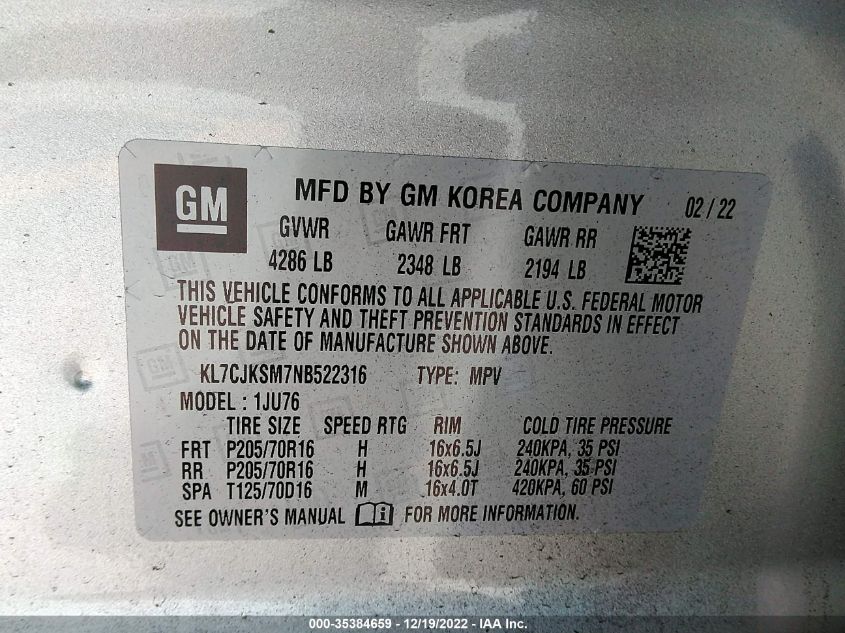 GM
MFD BY GM KOREA COMPANY 02 / 22
GVWR GAWR FRT GAWR RR
4286 LB 2348 LB 2194 LB
THIS VEHICLE CONFORMS TO ALL APPLICABLE U.S. FEDERAL MOTOR
VEHICLE SAFETY AND THEFT PREVENTION STANDARDS IN EFFECT
ON THE DATE OF MANUFACTURE SHOWN ABOVE.
KL7CJKSM7NB522316 TYPE: MPV
MODEL : 1JU76
TIRE SIZE SPEED RTG RIM COLD TIRE PRESSURE
FRT P205/70R16 H 16x6.5J 240KPA, 35 PSI
RR P205/70R16 H 16x6.5J 240KPA, 35 PSI
SPA T125/70D16 M 16x4.0T 420KPA, 60 PSI
SEE OWNER'S MANUAL FOR MORE INFORMATION.
000-35384659 - 12/19/2022 - IAA Inc.